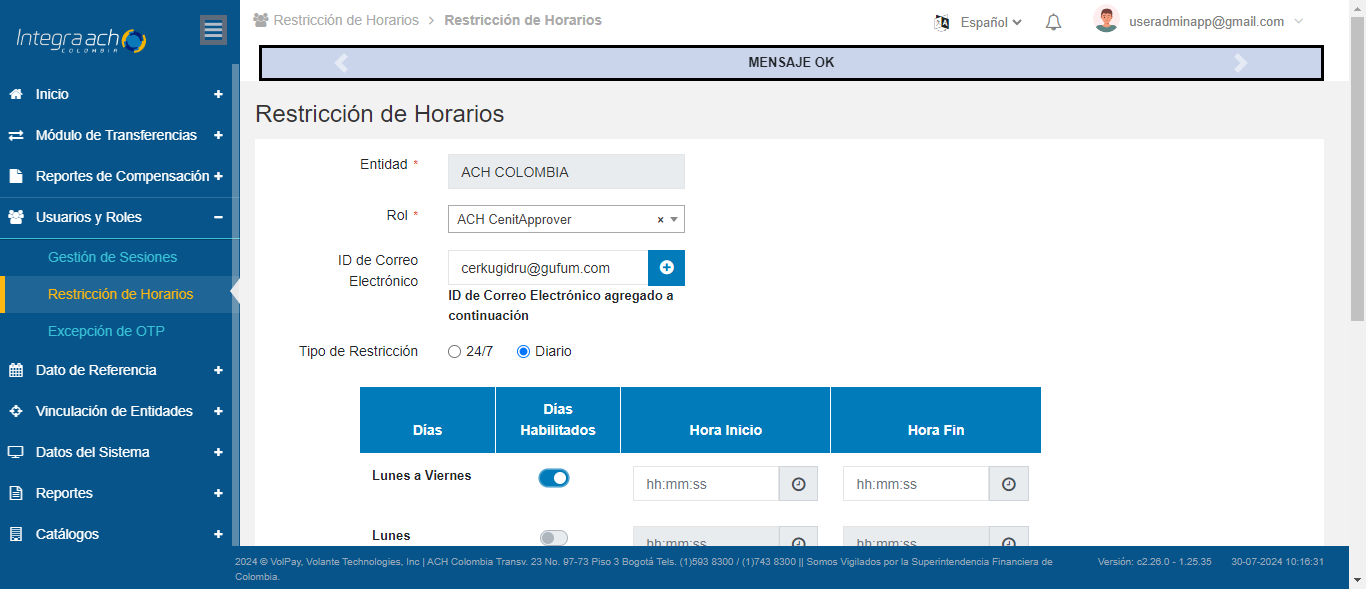 Integra ach
COLOMBIA
Inicio
Módulo de Transferencias
Reportes de Compensación
Usuarios y Roles
Gestión de Sesiones
Restricción de Horarios
Excepción de OTP
Dato de Referencia
Vinculación de Entidades
Datos del Sistema
Reportes
Catálogos
Restricción de Horarios > Restricción de Horarios
Español
useradminapp@gmail.com
MENSAJE OK
Restricción de Horarios
Entidad *
ACH COLOMBIA
Rol *
ACH CenitApprover ×
ID de Correo
Electrónico
cerkugidru@gufum.com
ID de Correo Electrónico agregado a
continuación
Tipo de Restricción 24/7 Diario
Días Días Habilitados Hora Inicio Hora Fin
Lunes a Viernes hh:mm:ss hh:mm:ss
Lunes hh:mm:ss hh:mm:ss
2024 © VolPay, Volante Technologies, Inc | ACH Colombia Transv. 23 No. 97-73 Piso 3 Bogotá Tels. (1)593 8300 / (1)743 8300 || Somos Vigilados por la Superintendencia Financiera de
Colombia.
Versión: c2.26.0 - 1.25.35 30-07-2024 10:16:31